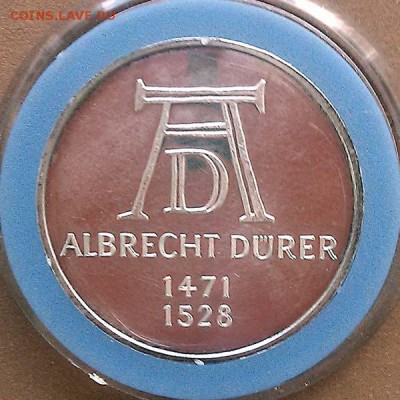 COINS.LAVE.RU
AD
ALBRECHT DÜRER
1471
1528